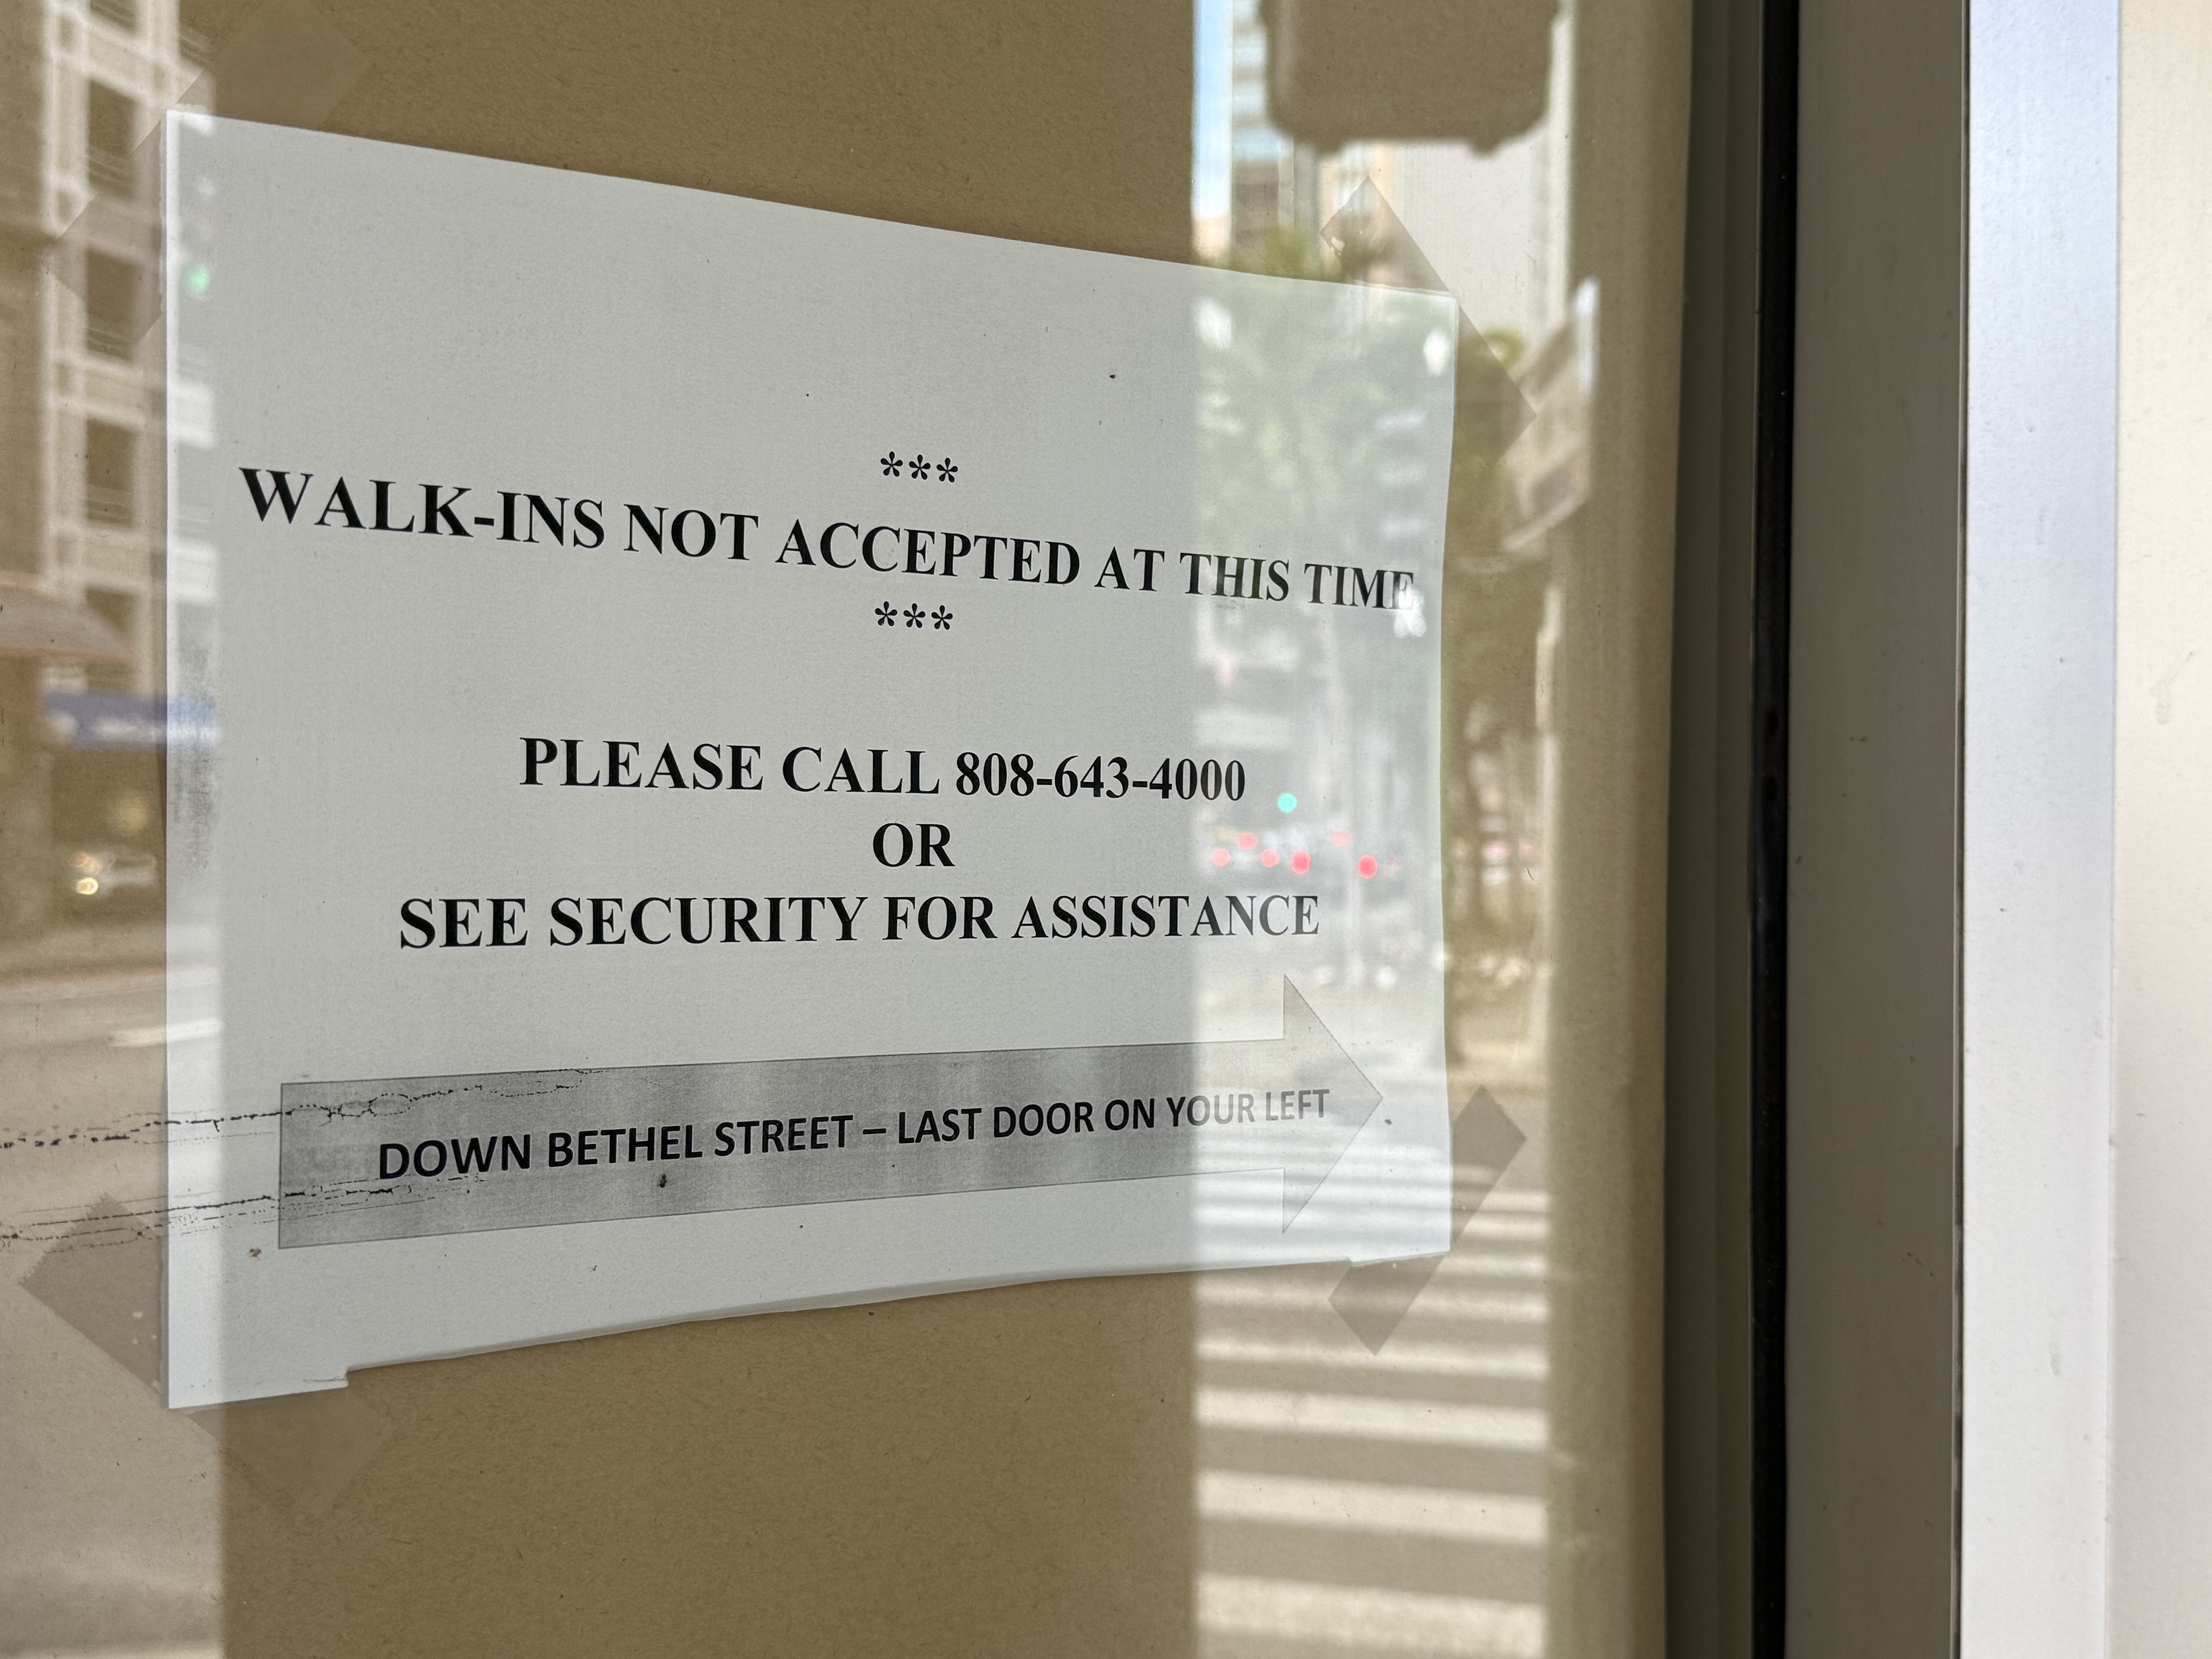 ***
WALK-INS NOT ACCEPTED AT THIS TIME
***
PLEASE CALL 808-643-4000
OR
SEE SECURITY FOR ASSISTANCE
DOWN BETHEL STREET – LAST DOOR ON YOUR LEFT